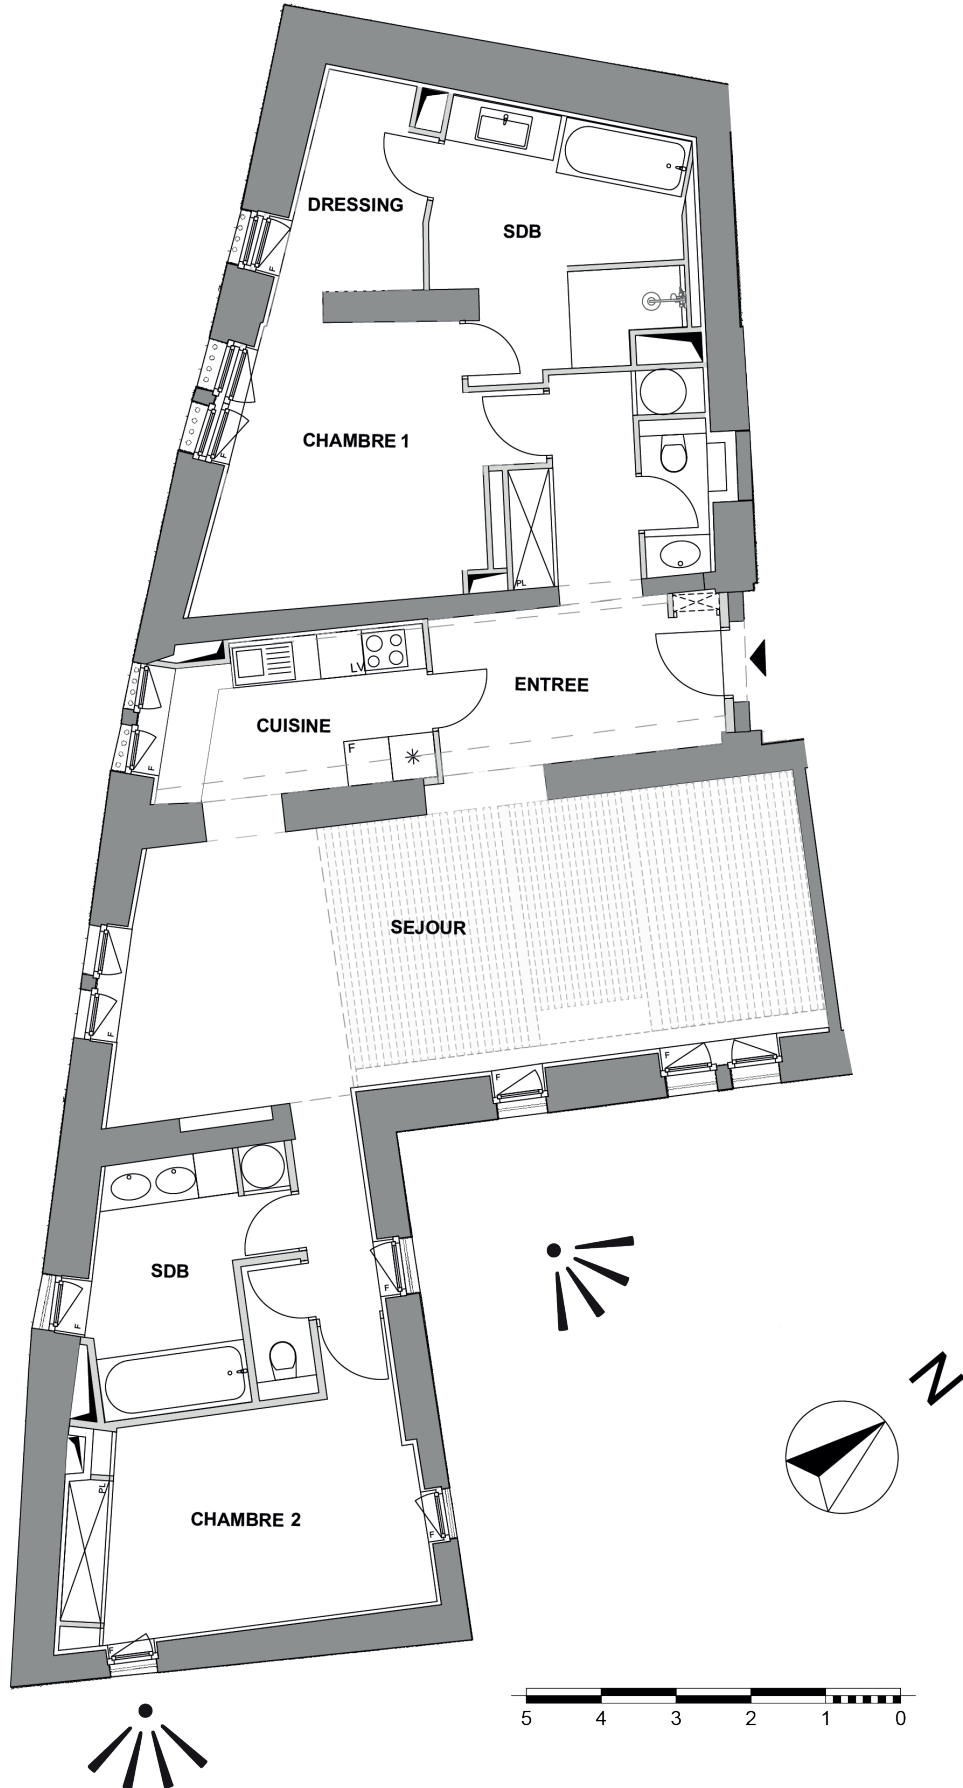 DRESSING
SDB
F
CHAMBRE 1
F
PL
LV
ENTREE
CUISINE
F
F
SEJOUR
F
F
F
SDB
F
F
N
PL
CHAMBRE 2
F
F
5 4 3 2 1 0